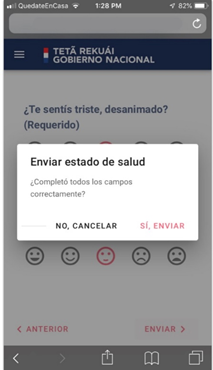 QuedateEnCasa
1:28 PM
82%
TETÃ REKUÁI
GOBIERNO NACIONAL
¿Te sentís triste, desanimado?
(Requerido)
Enviar estado de salud
¿Completó todos los campos
correctamente?
NO, CANCELAR
SÍ, ENVIAR
ANTERIOR
ENVIAR